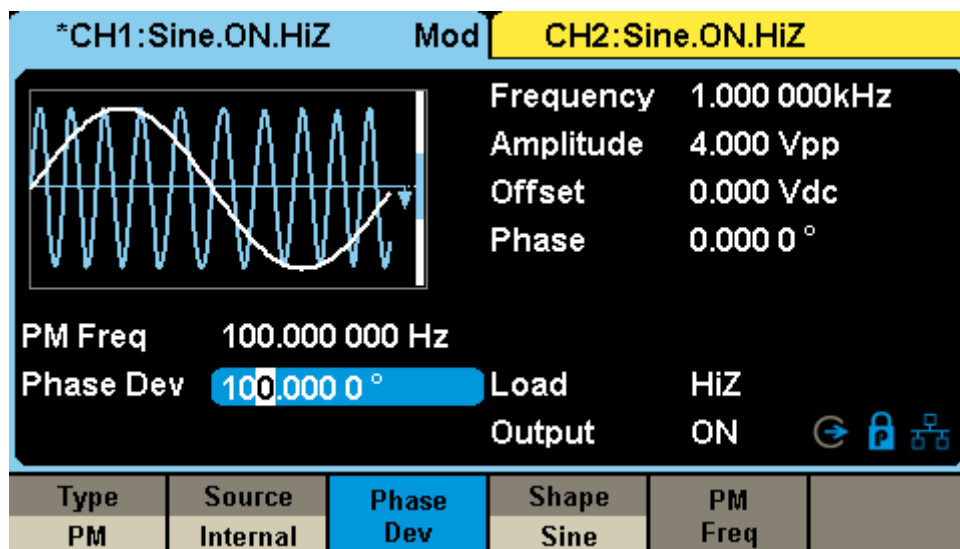 *CH1:Sine.ON.HiZ Mod CH2:Sine.ON.HiZ
Frequency 1.000 000kHz
Amplitude 4.000 Vpp
Offset 0.000 Vdc
Phase 0.000 0 °
PM Freq 100.000 000 Hz
Phase Dev 100.000 0 ° Load HiZ
Output ON
Type Source Phase Shape PM
PM Internal Dev Sine Freq